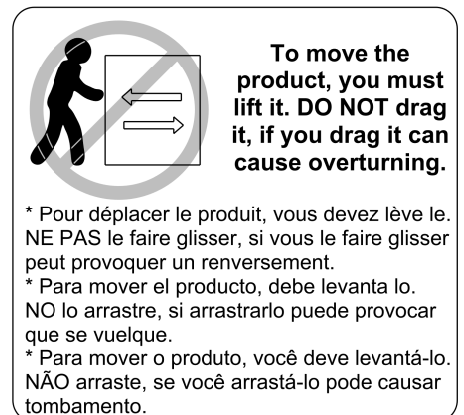 To move the
product, you must
lift it. DO NOT drag
it, if you drag it can
cause overturning.
* Pour déplacer le produit, vous devez lève le.
NE PAS le faire glisser, si vous le faire glisser
peut provoquer un renversement.
* Para mover el producto, debe levanta lo.
NO lo arrastre, si arrastrarlo puede provocar
que se vuelque.
* Para mover o produto, você deve levantá-lo.
NÃO arraste, se você arrastá-lo pode causar
tombamento.